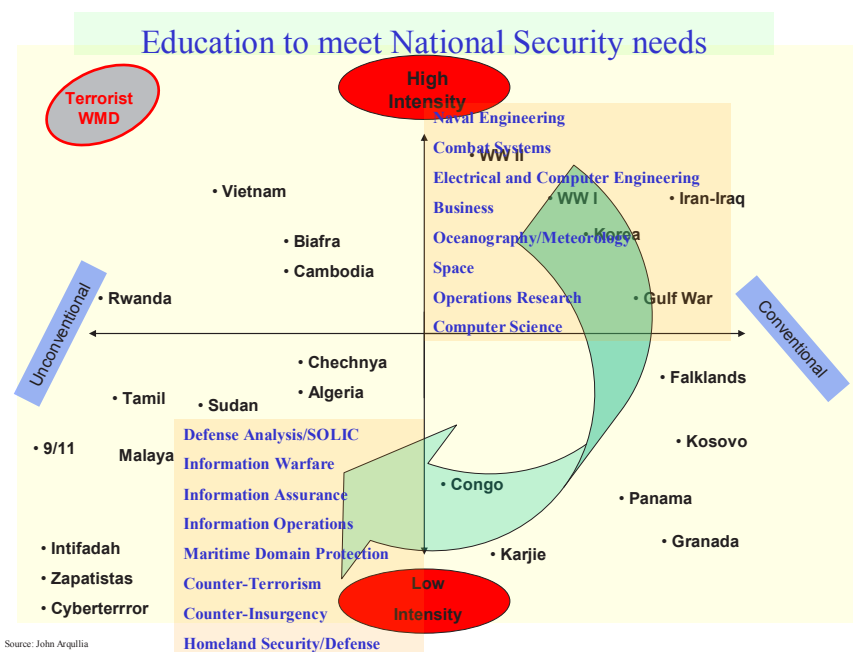 Education to meet National Security needs
Terrorist
WMD
High
Intensity
Naval Engineering
Combat Systems
• WW II
Electrical and Computer Engineering
• Vietnam
• WW I
• Iran-Iraq
Business
• Korea
Oceanography/Meteorology
• Biafra
• Cambodia
Space
• Rwanda
Operations Research
• Gulf War
Computer Science
Unconventional
Conventional
• Chechnya
• Algeria
• Falklands
• Tamil
• Sudan
Defense Analysis/SOLIC
• Kosovo
• 9/11
Malaya
Information Warfare
• Congo
Information Assurance
• Panama
Information Operations
• Granada
• Intifadah
Maritime Domain Protection
• Karjie
• Zapatistas
Counter-Terrorism
Low
Intensity
• Cyberterrror
Counter-Insurgency
Homeland Security/Defense
Source: John Arqullia